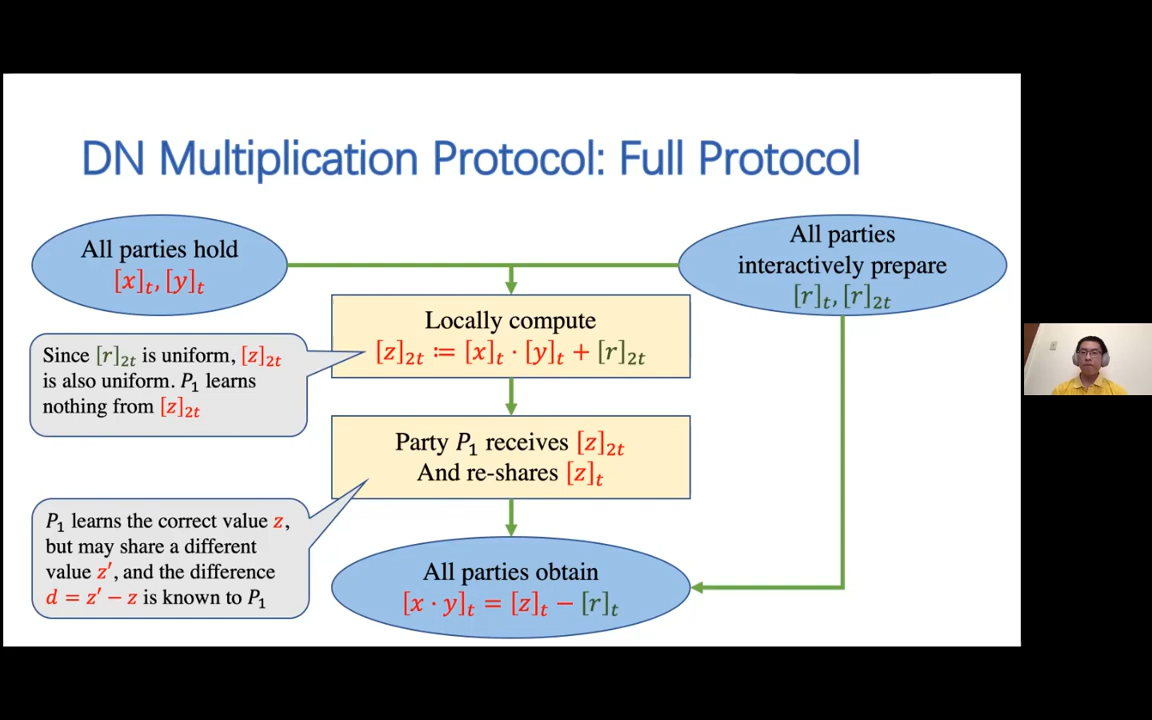 DN Multiplication Protocol: Full Protocol
All parties hold
[x]ₜ, [y]ₜ
All parties
interactively prepare
[r]ₜ, [r]₂ₜ
Locally compute
[z]₂ₜ ≔ [x]ₜ · [y]ₜ + [r]₂ₜ
Since [r]₂ₜ is uniform, [z]₂ₜ
is also uniform. P₁ learns
nothing from [z]₂ₜ
Party P₁ receives [z]₂ₜ
And re-shares [z]ₜ
P₁ learns the correct value z,
but may share a different
value z′, and the difference
d = z′ − z is known to P₁
All parties obtain
[x · y]ₜ = [z]ₜ − [r]ₜ